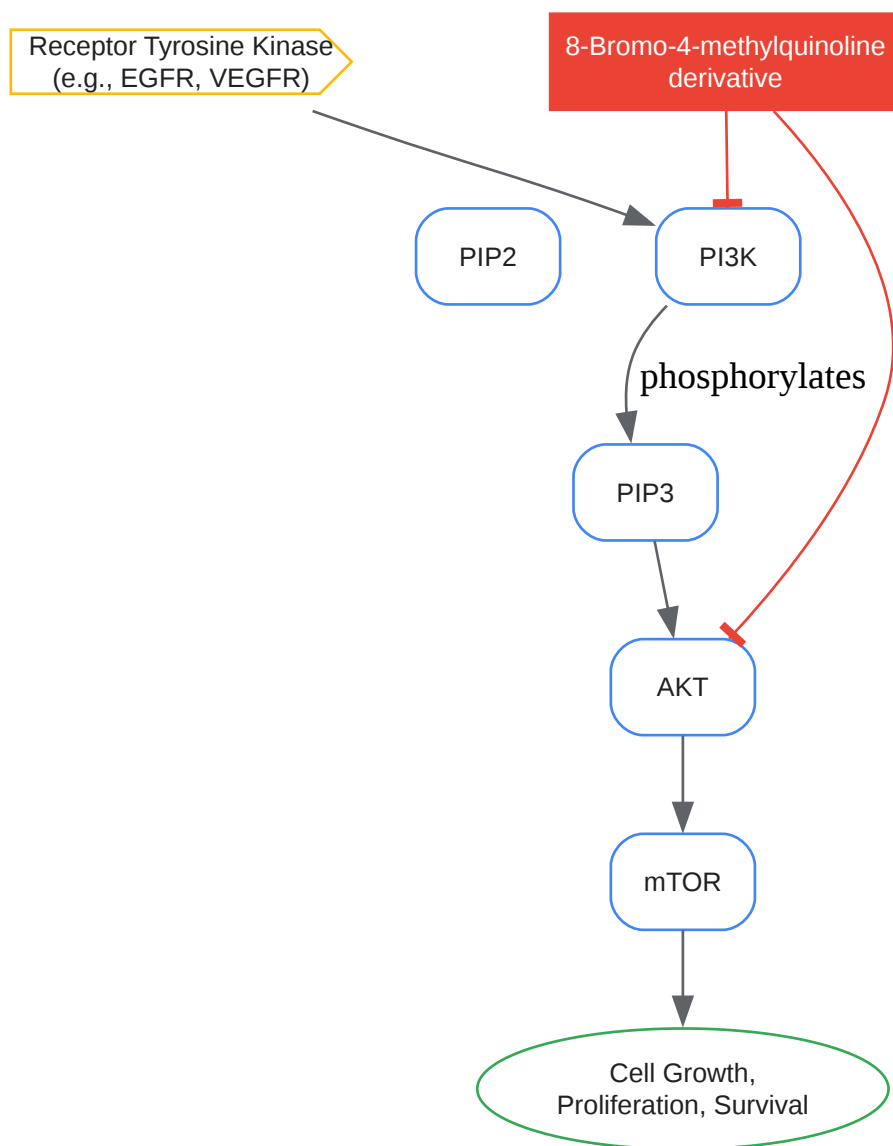 Receptor Tyrosine Kinase
(e.g., EGFR, VEGFR)
8-Bromo-4-methylquinoline
derivative
PIP2
PI3K
phosphorylates
PIP3
AKT
mTOR
Cell Growth,
Proliferation, Survival